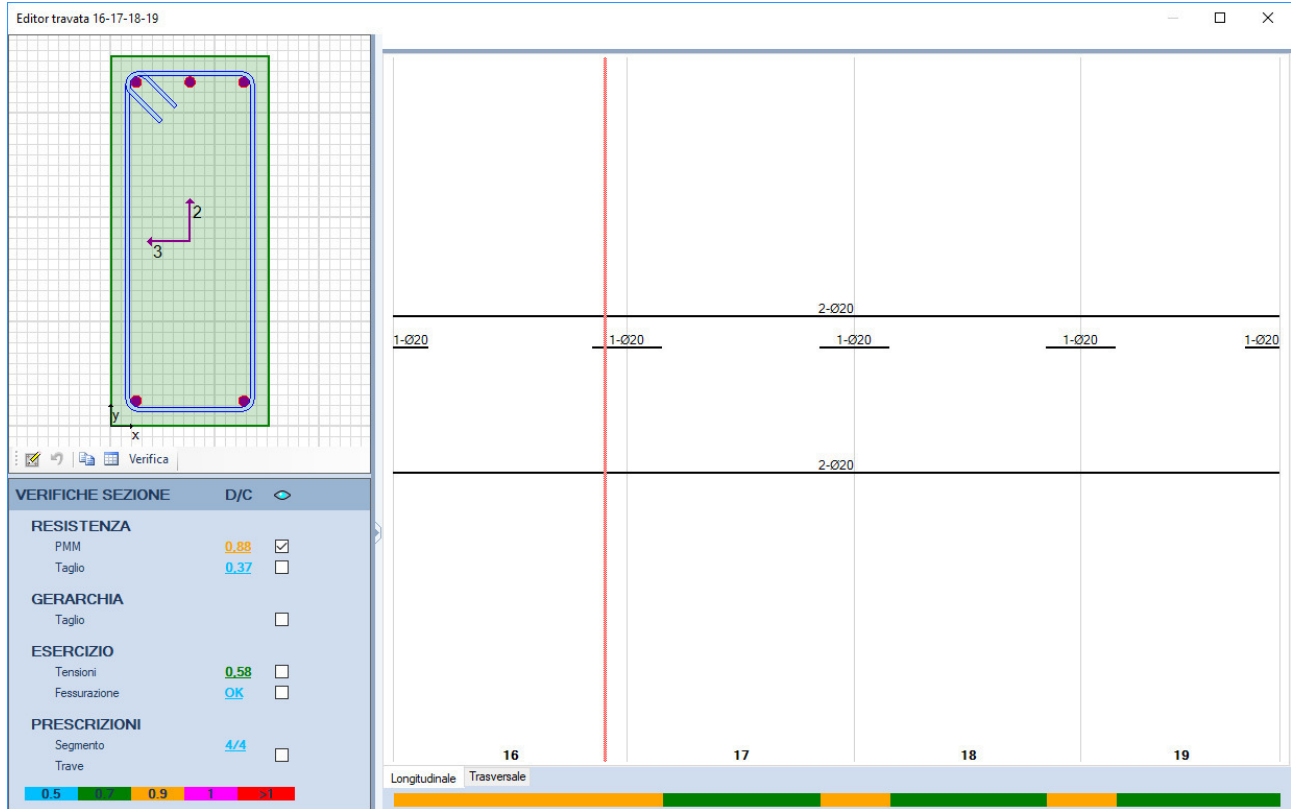 Editor travata 16-17-18-19
2
3
y
x
Verifica
VERIFICHE SEZIONE D/C
RESISTENZA
PMM 0,88
Taglio 0,37
GERARCHIA
Taglio
ESERCIZIO
Tensioni 0,58
Fessurazione OK
PRESCRIZIONI
Segmento 4/4
Trave
0.5 0.7 0.9 1 >1
2-Ø20
1-Ø20 1-Ø20 1-Ø20 1-Ø20 1-Ø20
2-Ø20
16 17 18 19
Longitudinale Trasversale